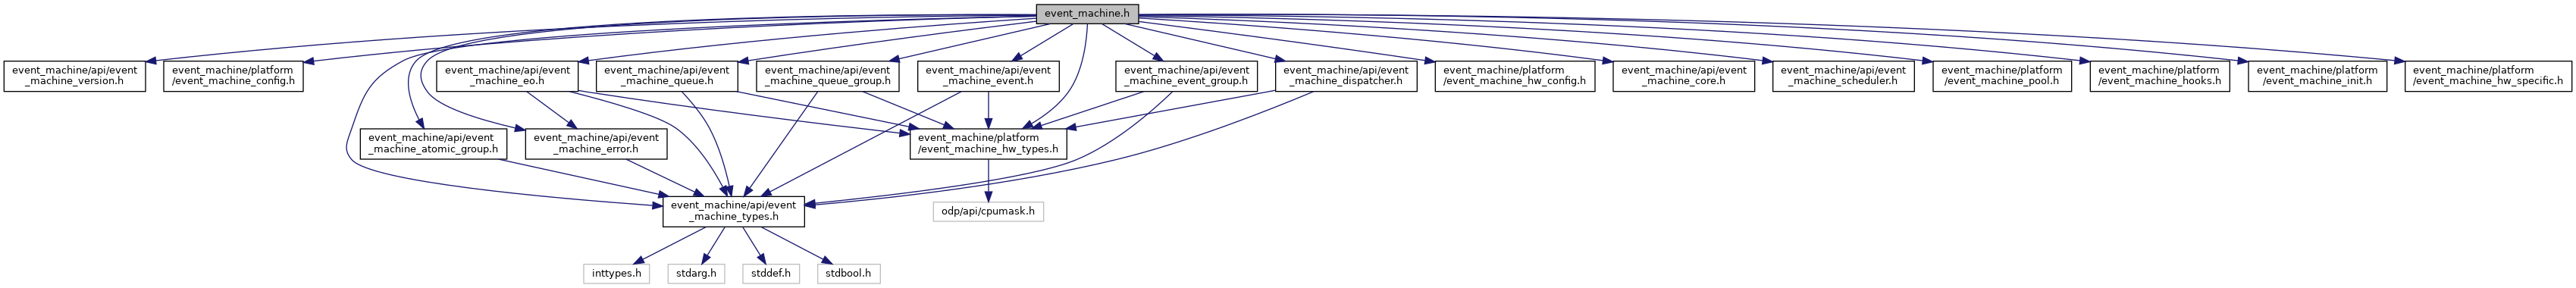 event_machine.h
event_machine/api/event
_machine_version.h
event_machine/platform
/event_machine_config.h
event_machine/api/event
_machine_eo.h
event_machine/api/event
_machine_queue.h
event_machine/api/event
_machine_queue_group.h
event_machine/api/event
_machine_event.h
event_machine/api/event
_machine_event_group.h
event_machine/api/event
_machine_dispatcher.h
event_machine/platform
/event_machine_hw_config.h
event_machine/api/event
_machine_core.h
event_machine/api/event
_machine_scheduler.h
event_machine/platform
/event_machine_pool.h
event_machine/platform
/event_machine_hooks.h
event_machine/platform
/event_machine_init.h
event_machine/platform
/event_machine_hw_specific.h
event_machine/api/event
_machine_atomic_group.h
event_machine/api/event
_machine_error.h
event_machine/platform
/event_machine_hw_types.h
event_machine/api/event
_machine_types.h
odp/api/cpumask.h
inttypes.h
stdarg.h
stddef.h
stdbool.h